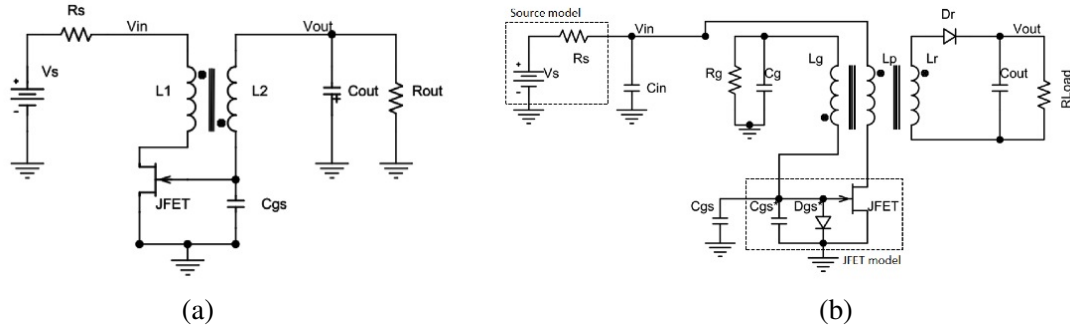 Rs
Vin
Vout
Vs
L1
L2
Cout
Rout
JFET
Cgs
(a)
Source model
Vin
Dr
Vout
Rs
Vs
Cin
Rg
Cg
Lg
Lp
Lr
Cout
RLoad
Cgs
Cgs*
Dgs*
JFET
JFET model
(b)